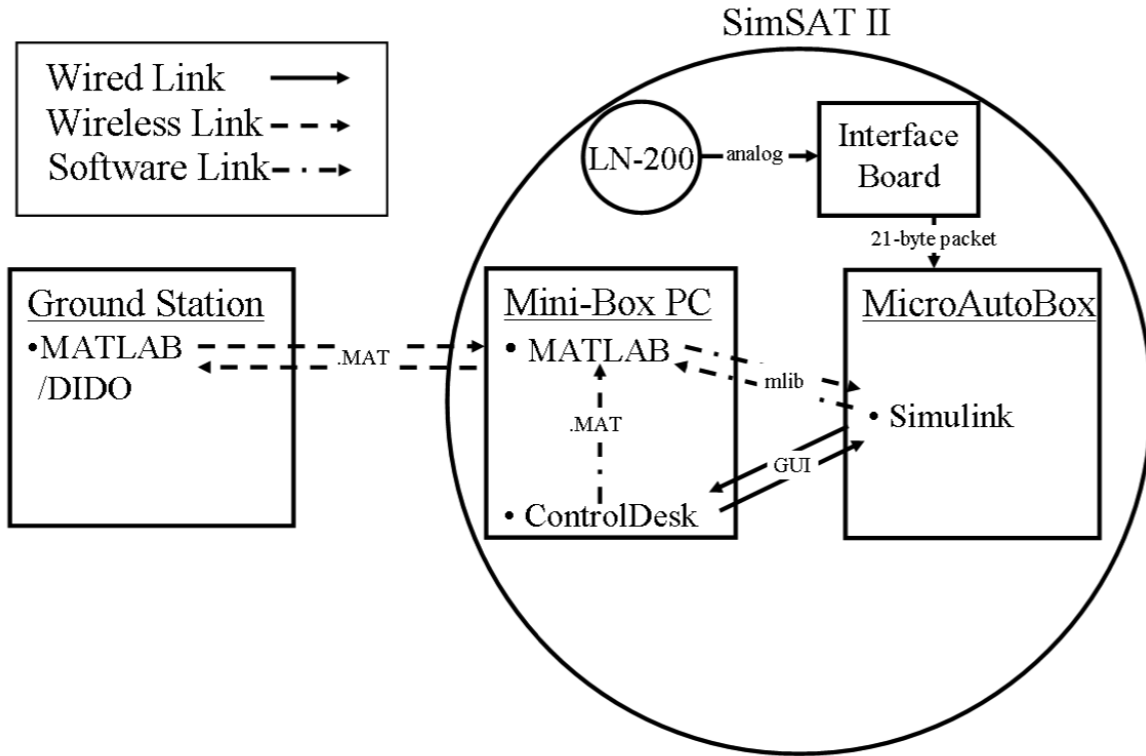 SimSAT II
Wired Link
Wireless Link
Software Link
LN-200
analog
Interface
Board
21-byte packet
Ground Station
•MATLAB
/DIDO
.MAT
Mini-Box PC
• MATLAB
.MAT
• ControlDesk
mlib
GUI
MicroAutoBox
• Simulink